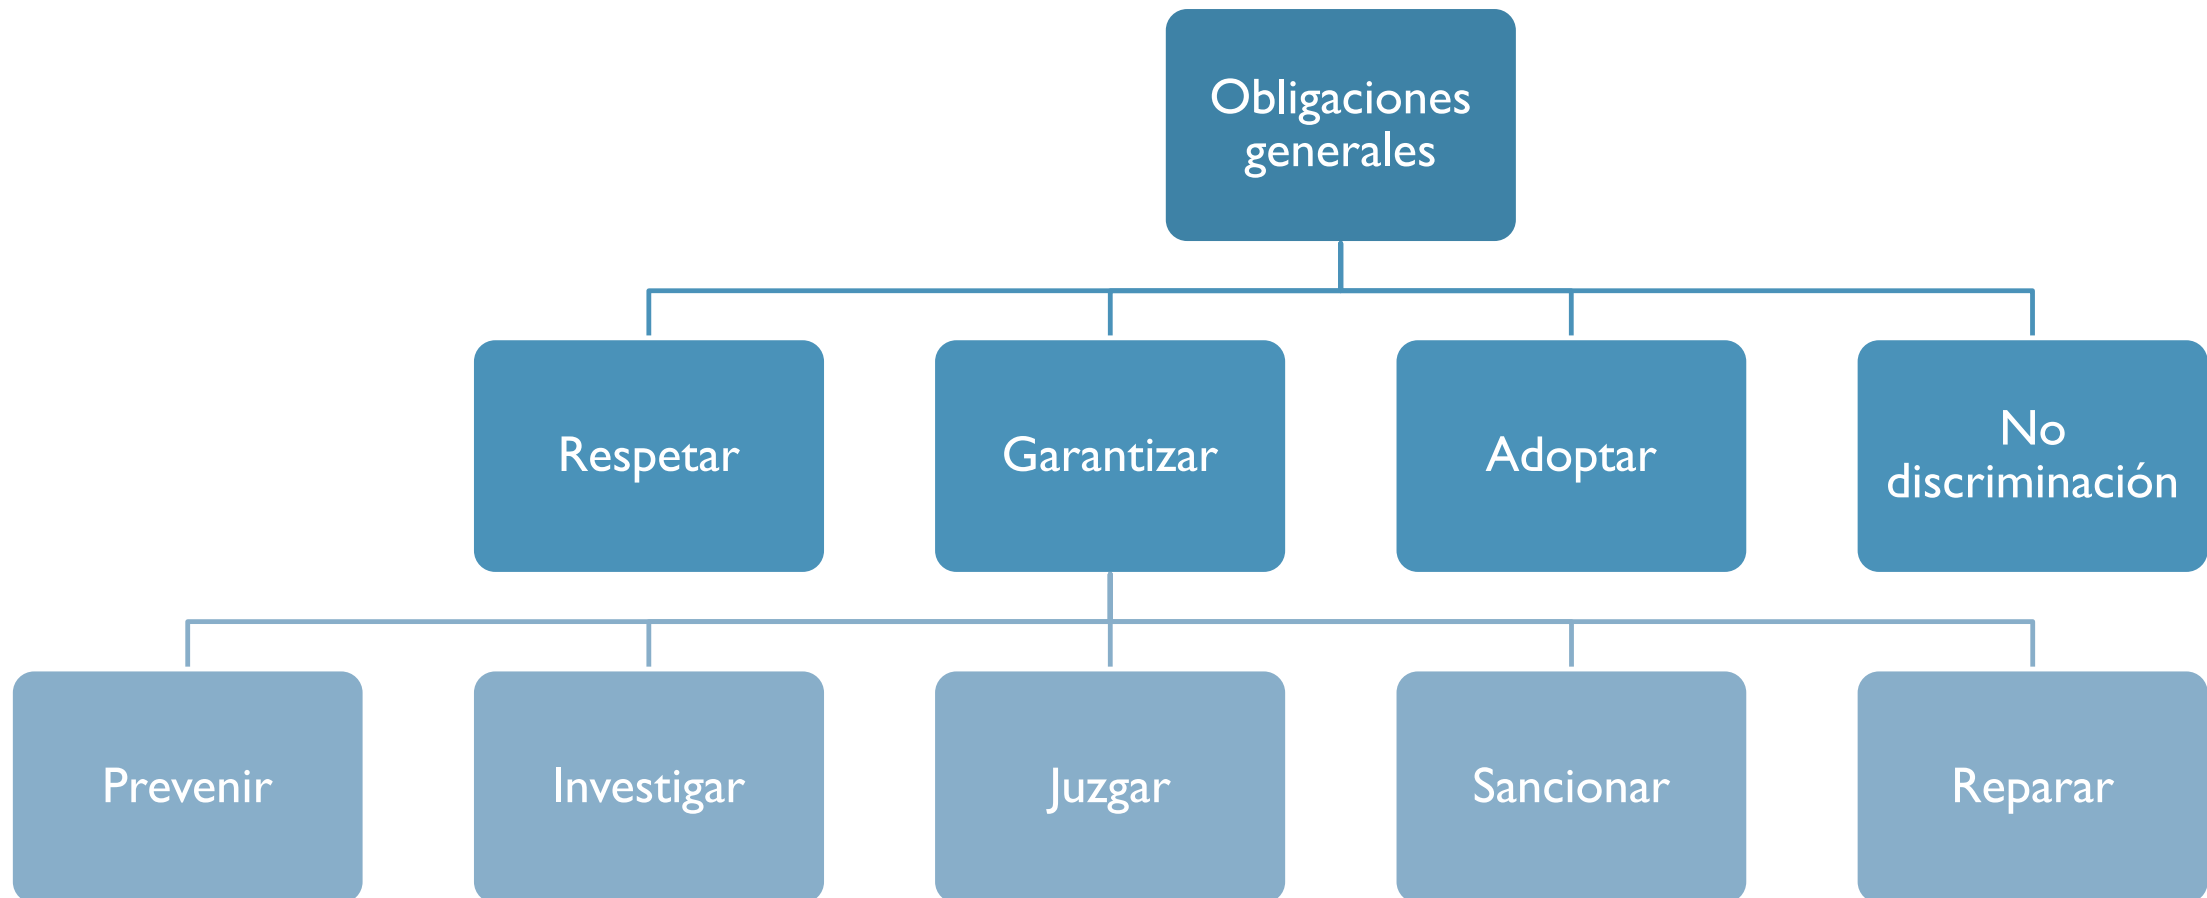 Obligaciones
generales
Respetar
Garantizar
Adoptar
No
discriminación
Prevenir
Investigar
Juzgar
Sancionar
Reparar